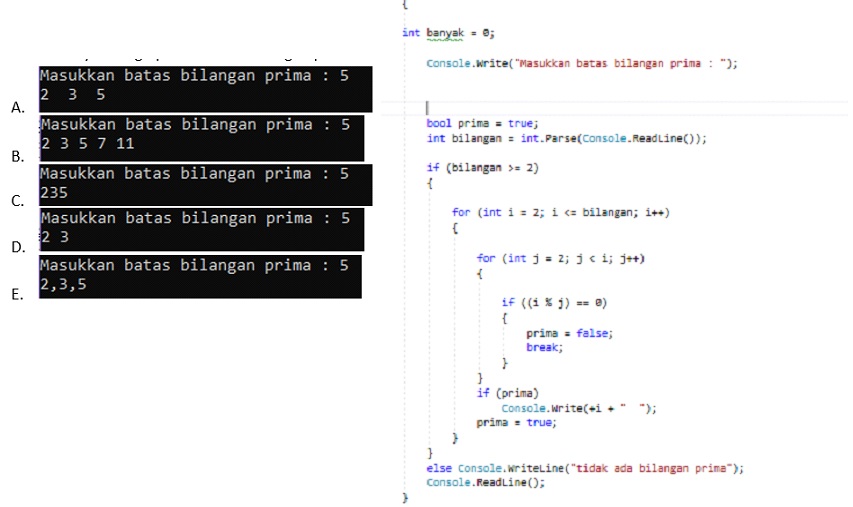 A.
Masukkan batas bilangan prima : 5
2  3  5
B.
Masukkan batas bilangan prima : 5
2 3 5 7 11
C.
Masukkan batas bilangan prima : 5
235
D.
Masukkan batas bilangan prima : 5
2 3
E.
Masukkan batas bilangan prima : 5
2,3,5
{
int banyak = 0;
Console.Write("Masukkan batas bilangan prima : ");
bool prima = true;
int bilangan = int.Parse(Console.ReadLine());
if (bilangan >= 2)
{
for (int i = 2; i <= bilangan; i++)
{
for (int j = 2; j < i; j++)
{
if ((i % j) == 0)
{
prima = false;
break;
}
}
if (prima)
Console.Write(+i + "  ");
prima = true;
}
}
else Console.WriteLine("tidak ada bilangan prima");
Console.ReadLine();
}